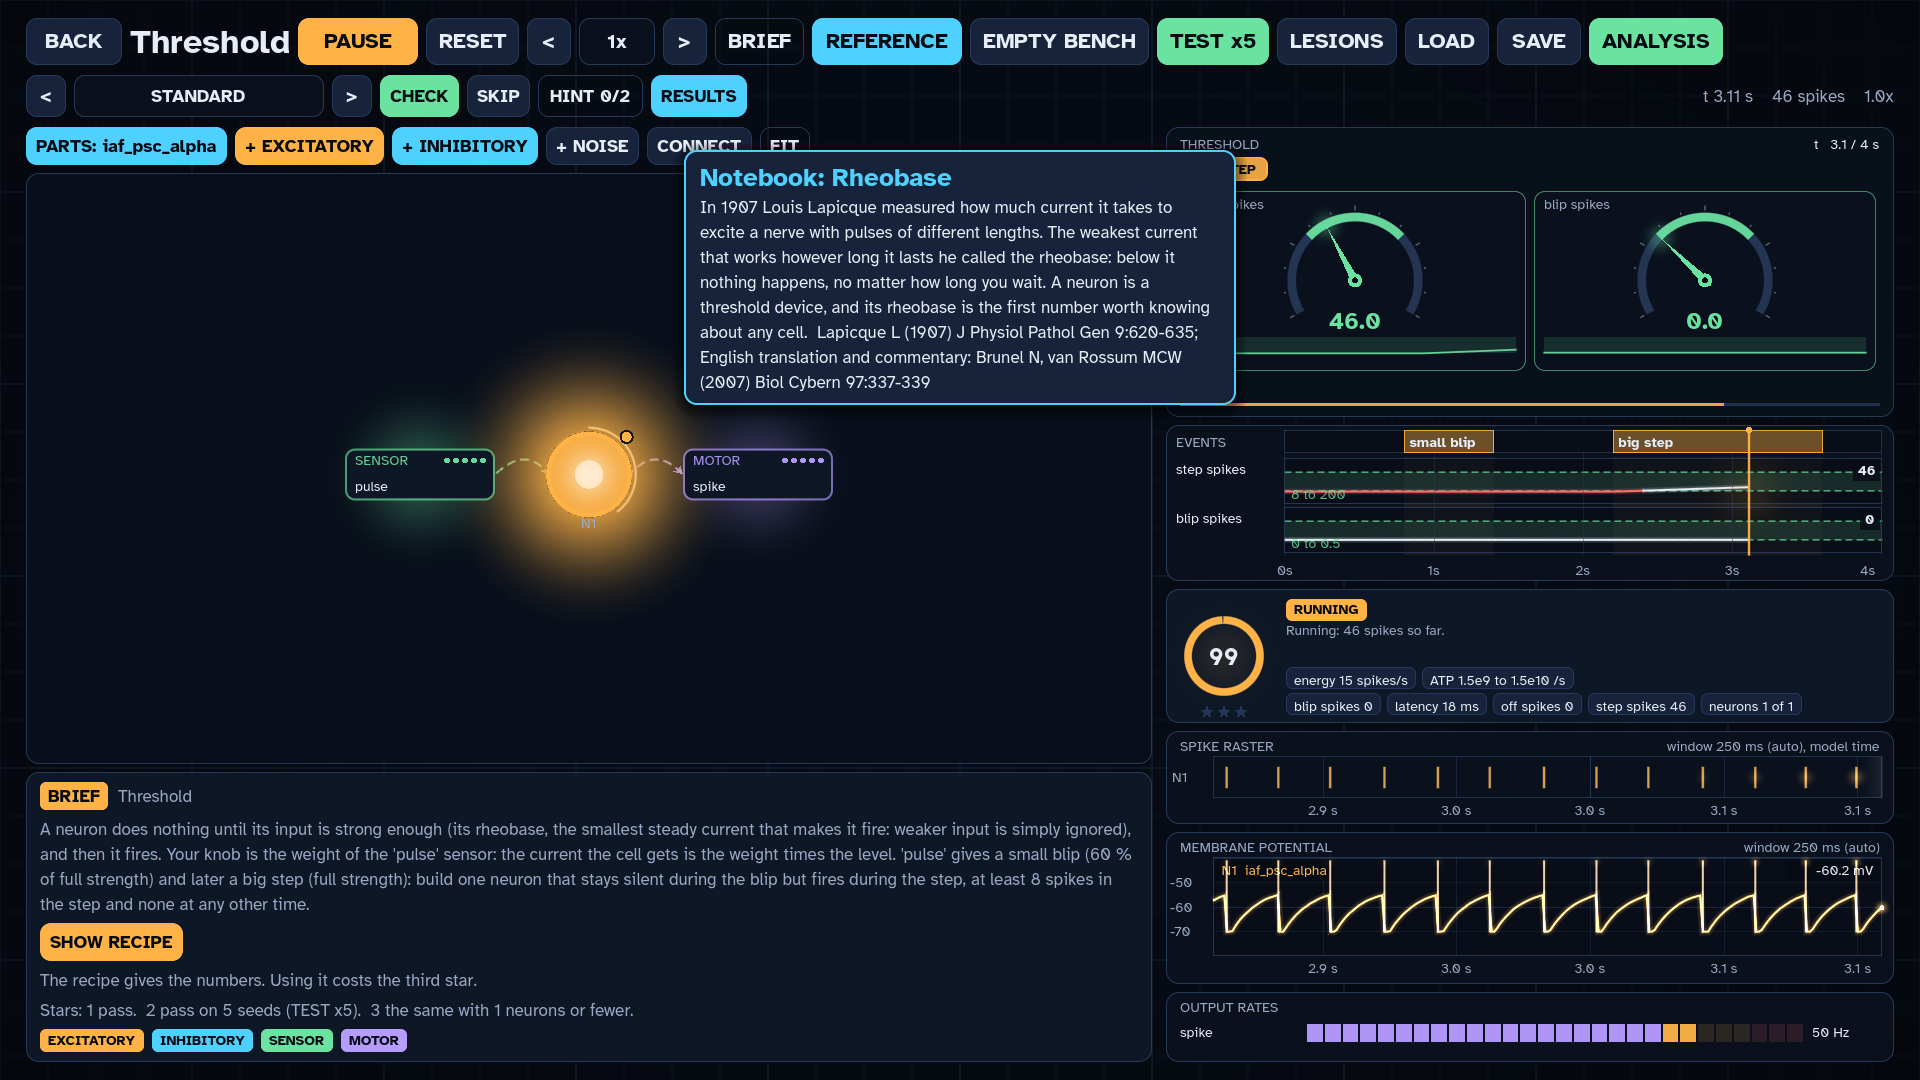 BACK Threshold PAUSE RESET < 1x > BRIEF REFERENCE EMPTY BENCH TEST x5 LESIONS LOAD SAVE ANALYSIS
< STANDARD > CHECK SKIP HINT 0/2 RESULTS
t 3.11 s 46 spikes 1.0x
PARTS: iaf_psc_alpha + EXCITATORY + INHIBITORY + NOISE CONNECT FIT
Notebook: Rheobase
In 1907 Louis Lapicque measured how much current it takes to
excite a nerve with pulses of different lengths. The weakest current
that works however long it lasts he called the rheobase: below it
nothing happens, no matter how long you wait. A neuron is a
threshold device, and its rheobase is the first number worth knowing
about any cell.  Lapicque L (1907) J Physiol Pathol Gen 9:620-635;
English translation and commentary: Brunel N, van Rossum MCW
(2007) Biol Cybern 97:337-339
SENSOR
pulse
N1
MOTOR
spike
BRIEF Threshold
A neuron does nothing until its input is strong enough (its rheobase, the smallest steady current that makes it fire: weaker input is simply ignored),
and then it fires. Your knob is the weight of the 'pulse' sensor: the current the cell gets is the weight times the level. 'pulse' gives a small blip (60 %
of full strength) and later a big step (full strength): build one neuron that stays silent during the blip but fires during the step, at least 8 spikes in
the step and none at any other time.
SHOW RECIPE
The recipe gives the numbers. Using it costs the third star.
Stars: 1 pass.  2 pass on 5 seeds (TEST x5).  3 the same with 1 neurons or fewer.
EXCITATORY INHIBITORY SENSOR MOTOR
THRESHOLD t 3.1 / 4 s
blip spikes
46.0 0.0
EVENTS small blip big step
step spikes 8 to 200 46
blip spikes 0 to 0.5 0
0s 1s 2s 3s 4s
99
RUNNING
Running: 46 spikes so far.
energy 15 spikes/s ATP 1.5e9 to 1.5e10 /s
blip spikes 0 latency 18 ms off spikes 0 step spikes 46 neurons 1 of 1
SPIKE RASTER window 250 ms (auto), model time
N1
2.9 s 3.0 s 3.0 s 3.1 s 3.1 s
MEMBRANE POTENTIAL window 250 ms (auto)
N1 iaf_psc_alpha -60.2 mV
-50
-60
-70
2.9 s 3.0 s 3.0 s 3.1 s 3.1 s
OUTPUT RATES
spike 50 Hz